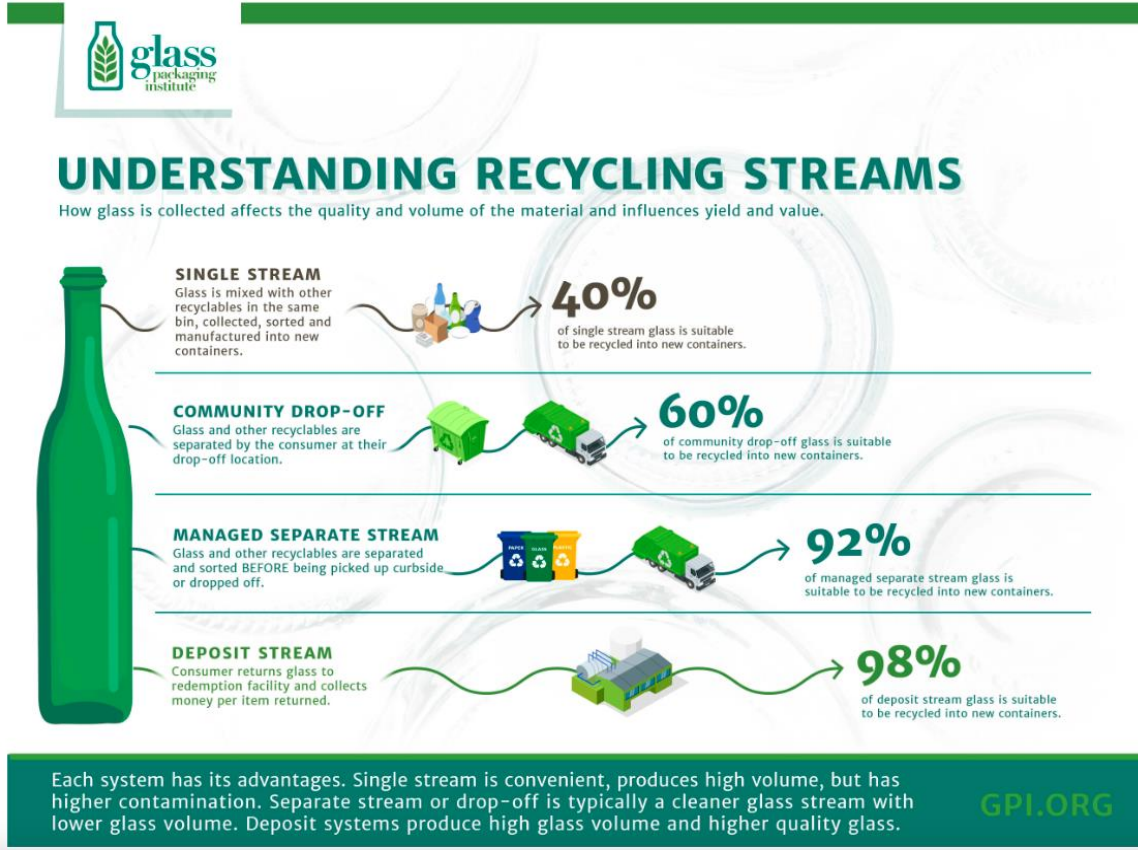 glass
packaging
institute
UNDERSTANDING RECYCLING STREAMS
How glass is collected affects the quality and volume of the material and influences yield and value.
SINGLE STREAM
Glass is mixed with other
recyclables in the same
bin, collected, sorted and
manufactured into new
containers.
40%
of single stream glass is suitable
to be recycled into new containers.
COMMUNITY DROP-OFF
Glass and other recyclables are
separated by the consumer at their
drop-off location.
60%
of community drop-off glass is suitable
to be recycled into new containers.
MANAGED SEPARATE STREAM
Glass and other recyclables are separated
and sorted BEFORE being picked up curbside
or dropped off.
PAPER GLASS PLASTIC
92%
of managed separate stream glass is
suitable to be recycled into new containers.
DEPOSIT STREAM
Consumer returns glass to
redemption facility and collects
money per item returned.
98%
of deposit stream glass is suitable
to be recycled into new containers.
Each system has its advantages. Single stream is convenient, produces high volume, but has
higher contamination. Separate stream or drop-off is typically a cleaner glass stream with
lower glass volume. Deposit systems produce high glass volume and higher quality glass.
GPI.ORG